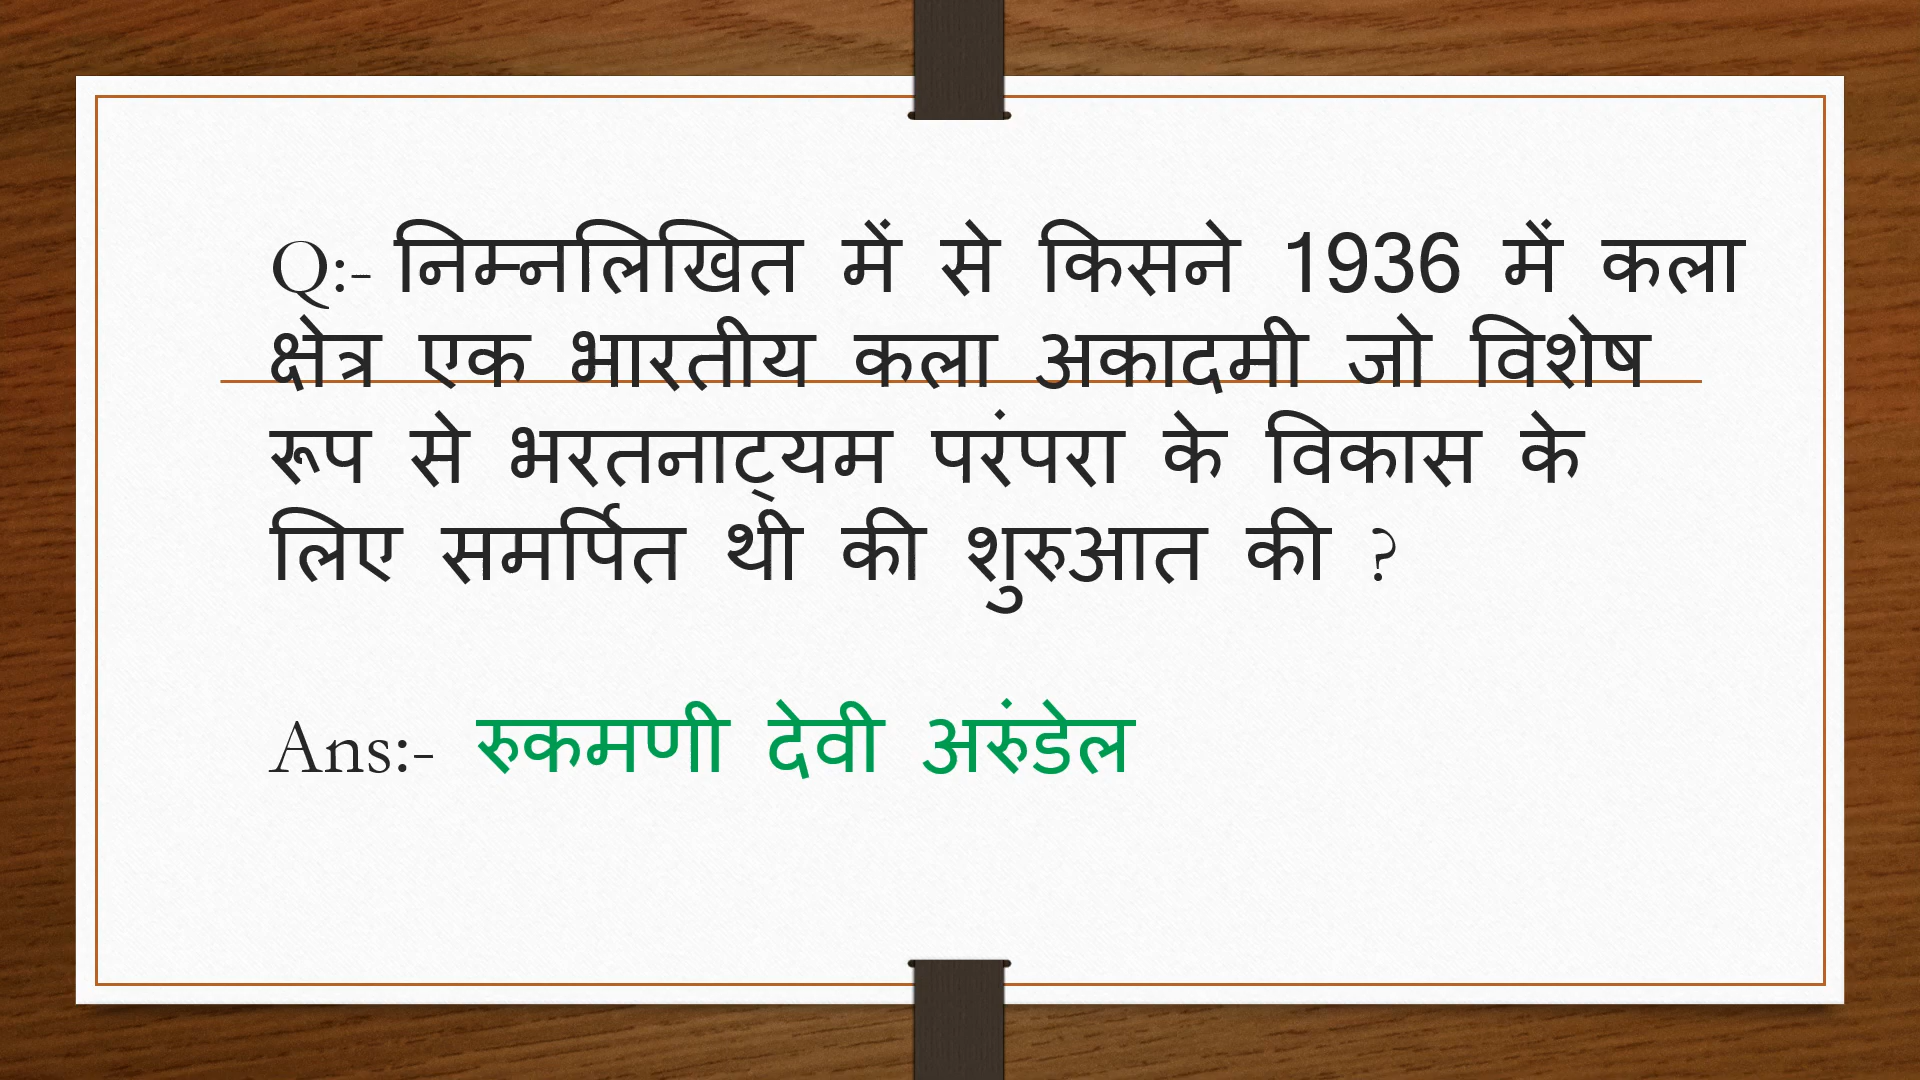 Q:- निम्नलिखित में से किसने 1936 में कला
क्षेत्र एक भारतीय कला अकादमी जो विशेष
रूप से भरतनाट्यम परंपरा के विकास के
लिए समर्पित थी की शुरुआत की ?
Ans:- रुकमणी देवी अरुंडेल